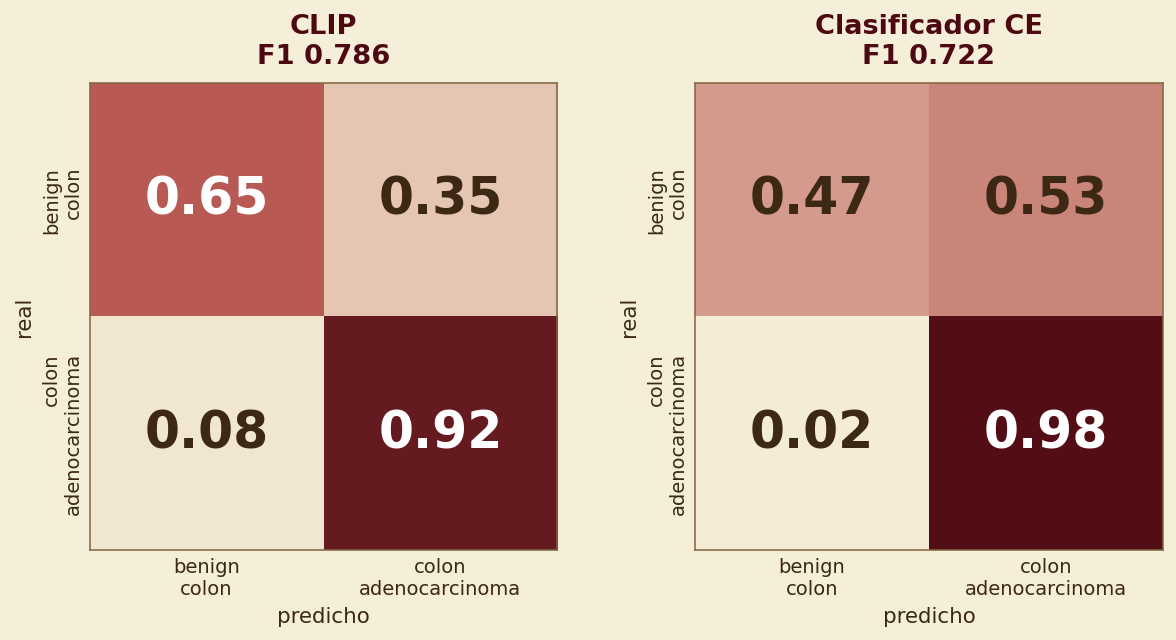 CLIP
F1 0.786
real
benign
colon
colon
adenocarcinoma
0.65
0.35
0.08
0.92
benign
colon
colon
adenocarcinoma
predicho
Clasificador CE
F1 0.722
real
benign
colon
colon
adenocarcinoma
0.47
0.53
0.02
0.98
benign
colon
colon
adenocarcinoma
predicho